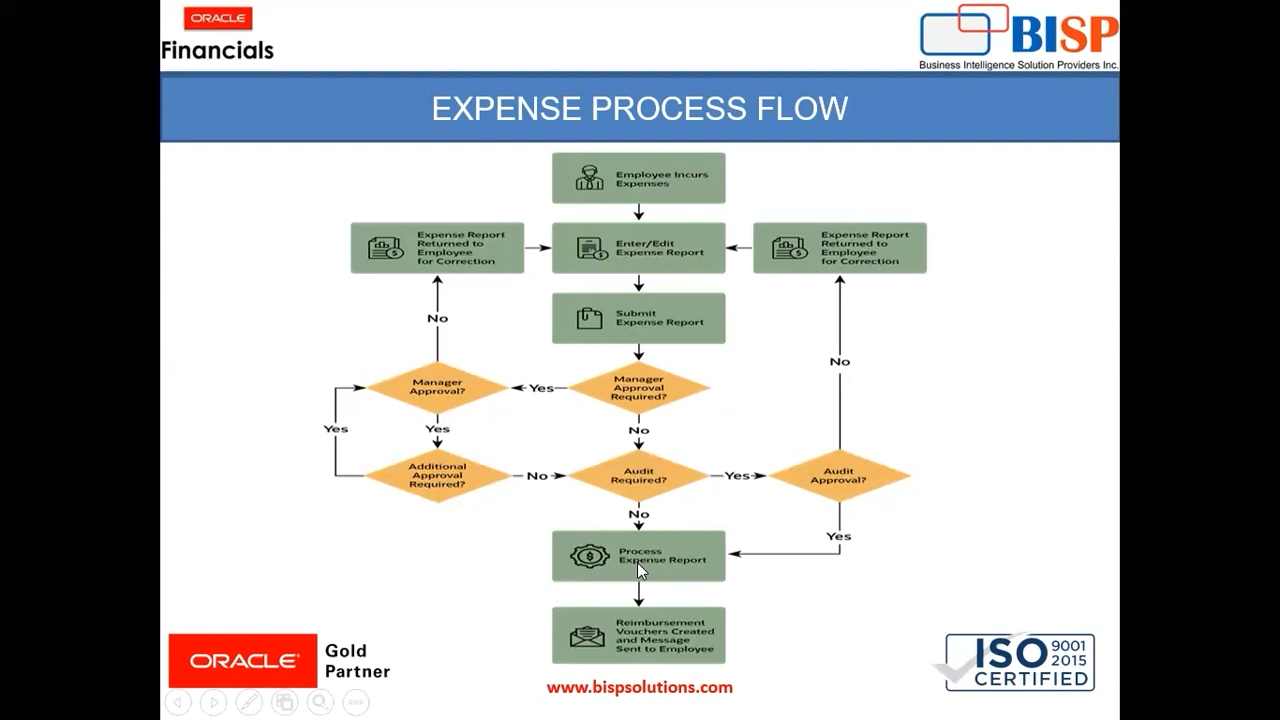 ORACLE
Financials
BISP
Business Intelligence Solution Providers Inc.
EXPENSE PROCESS FLOW
Employee Incurs
Expenses
Expense Report
Returned to
Employee
for Correction
Enter/Edit
Expense Report
Expense Report
Returned to
Employee
for Correction
Submit
Expense Report
No
No
Manager
Approval?
Yes
Manager
Approval
Required?
Yes
Yes
No
Additional
Approval
Required?
No
Audit
Required?
Yes
Audit
Approval?
No
Yes
Process
Expense Report
Reimbursement
Vouchers Created
and Message
Sent to Employee
ORACLE®
Gold
Partner
www.bispsolutions.com
ISO 9001
2015
CERTIFIED